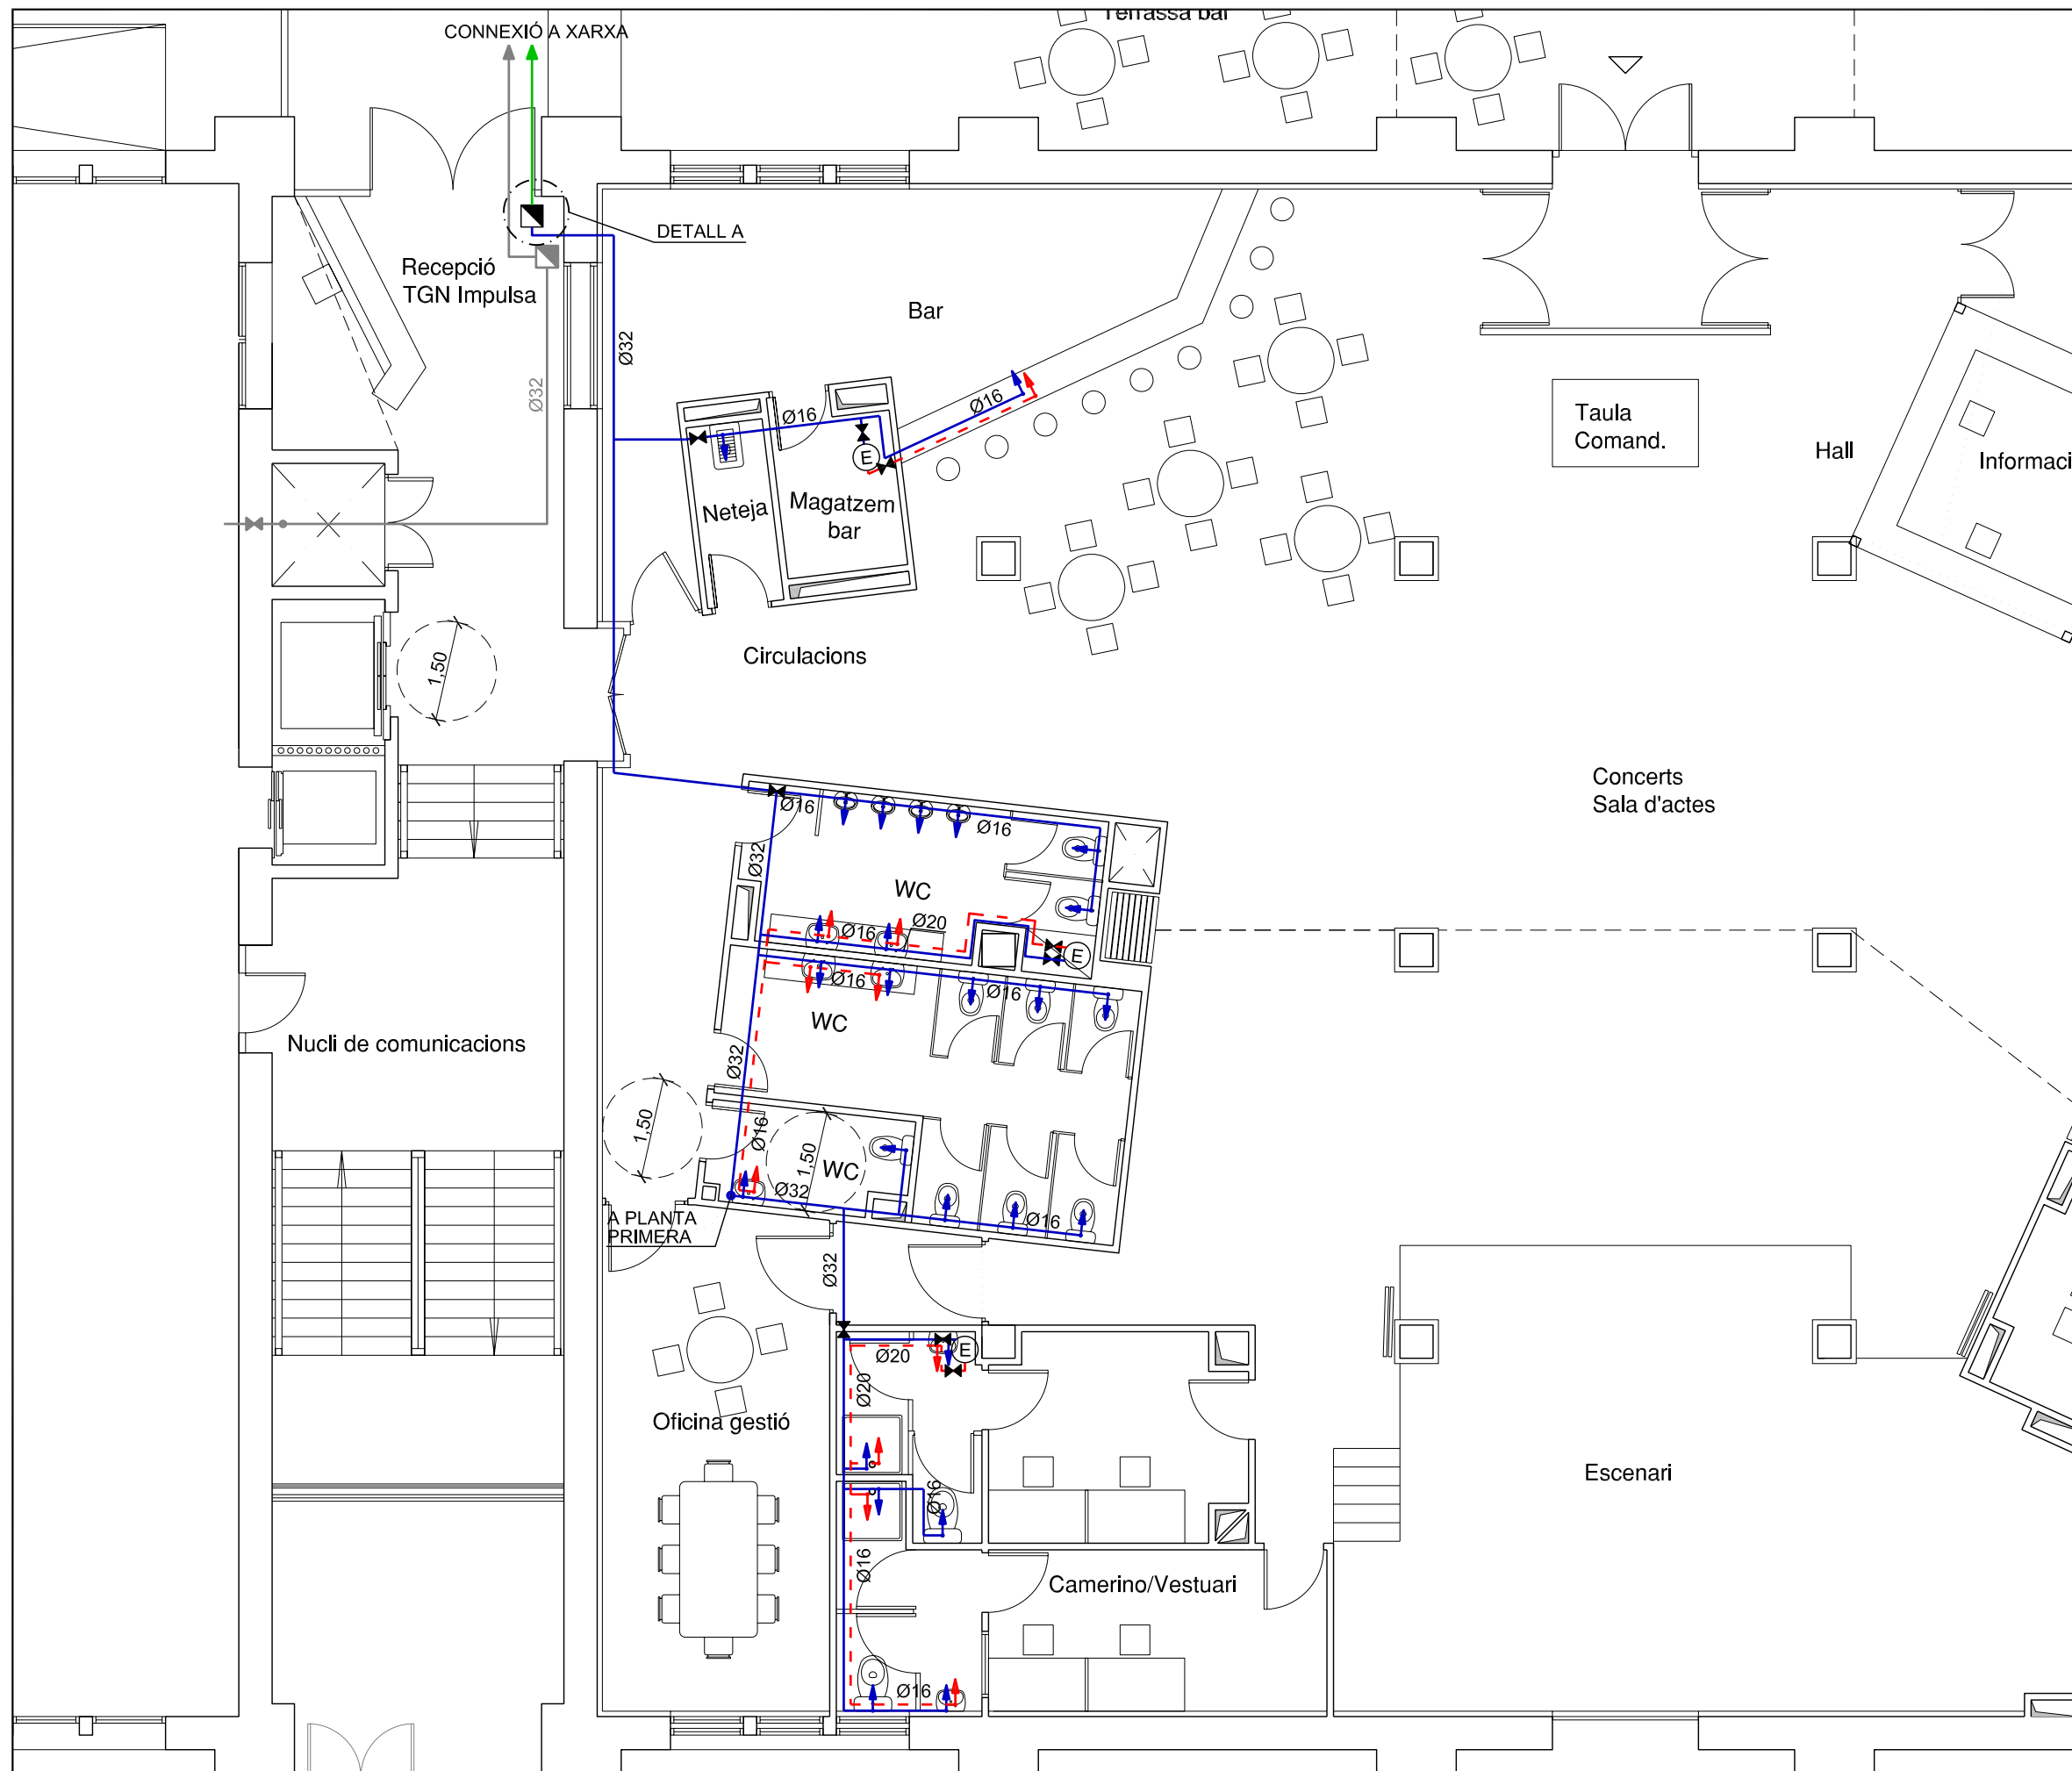 Terrassa bar
CONNEXIÓ A XARXA
DETALL A
Recepció
TGN Impulsa
Bar
Ø32
Ø32
Ø16
Ø16
Taula
Comand.
Hall
Informaci
Neteja
Magatzem
bar
Circulacions
1,50
Concerts
Sala d'actes
Ø16
Ø16
Ø32
WC
Ø20
Ø16
E
E
Ø16
Ø16
WC
Nucli de comunicacions
Ø32
1,50
Ø16
1,50
WC
Ø32
A PLANTA
PRIMERA
Ø16
Ø32
Ø20
E
Ø20
Oficina gestió
Escenari
Ø16
Ø16
Camerino/Vestuari
Ø16